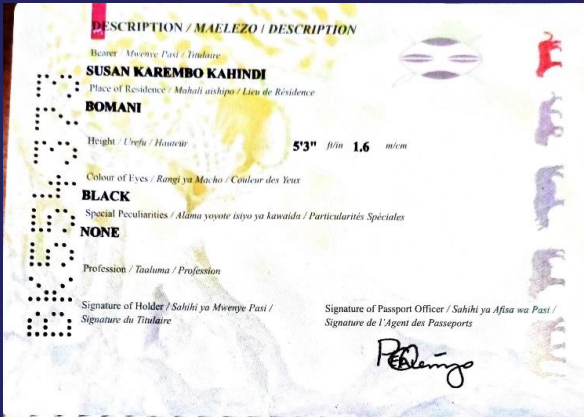 DESCRIPTION / MAELEZO / DESCRIPTION
Bearer / Mwenye Pasi / Titulaire
SUSAN KAREMBO KAHINDI
Place of Residence / Mahali aishipo / Lieu de Résidence
BOMANI
Height / Urefu / Hauteur 5'3" ft/in 1.6 m/cm
Colour of Eyes / Rangi ya Macho / Couleur des Yeux
BLACK
Special Peculiarities / Alama yoyote isiyo ya kawaida / Particularités Spéciales
NONE
Profession / Taaluma / Profession
Signature of Holder / Sahihi ya Mwenye Pasi /
Signature du Titulaire
Signature of Passport Officer / Sahihi ya Afisa wa Pasi /
Signature de l'Agent des Passeports
BK554375